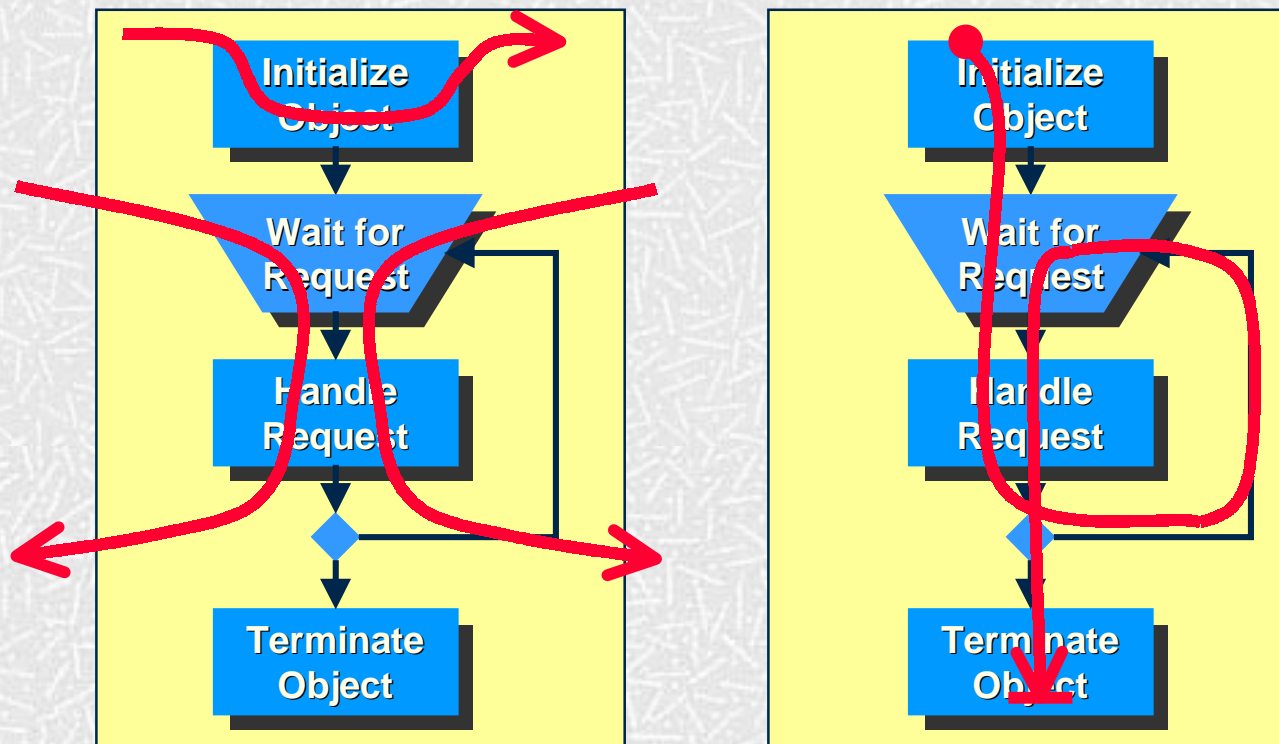 Initialize
Object
Wait for
Request
Handle
Request
Terminate
Object
Initialize
Object
Wait for
Request
Handle
Request
Terminate
Object